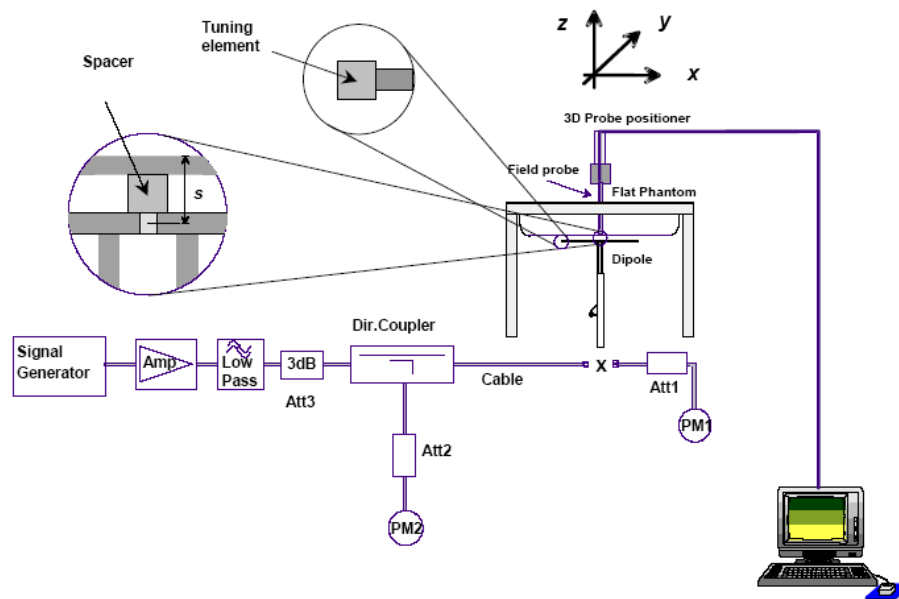 Tuning
element
Spacer
z
y
x
3D Probe positioner
Field probe
Flat Phantom
s
Dipole
Dir.Coupler
Signal
Generator
Amp
Low
Pass
3dB
Att3
Cable
X
Att1
PM1
Att2
PM2